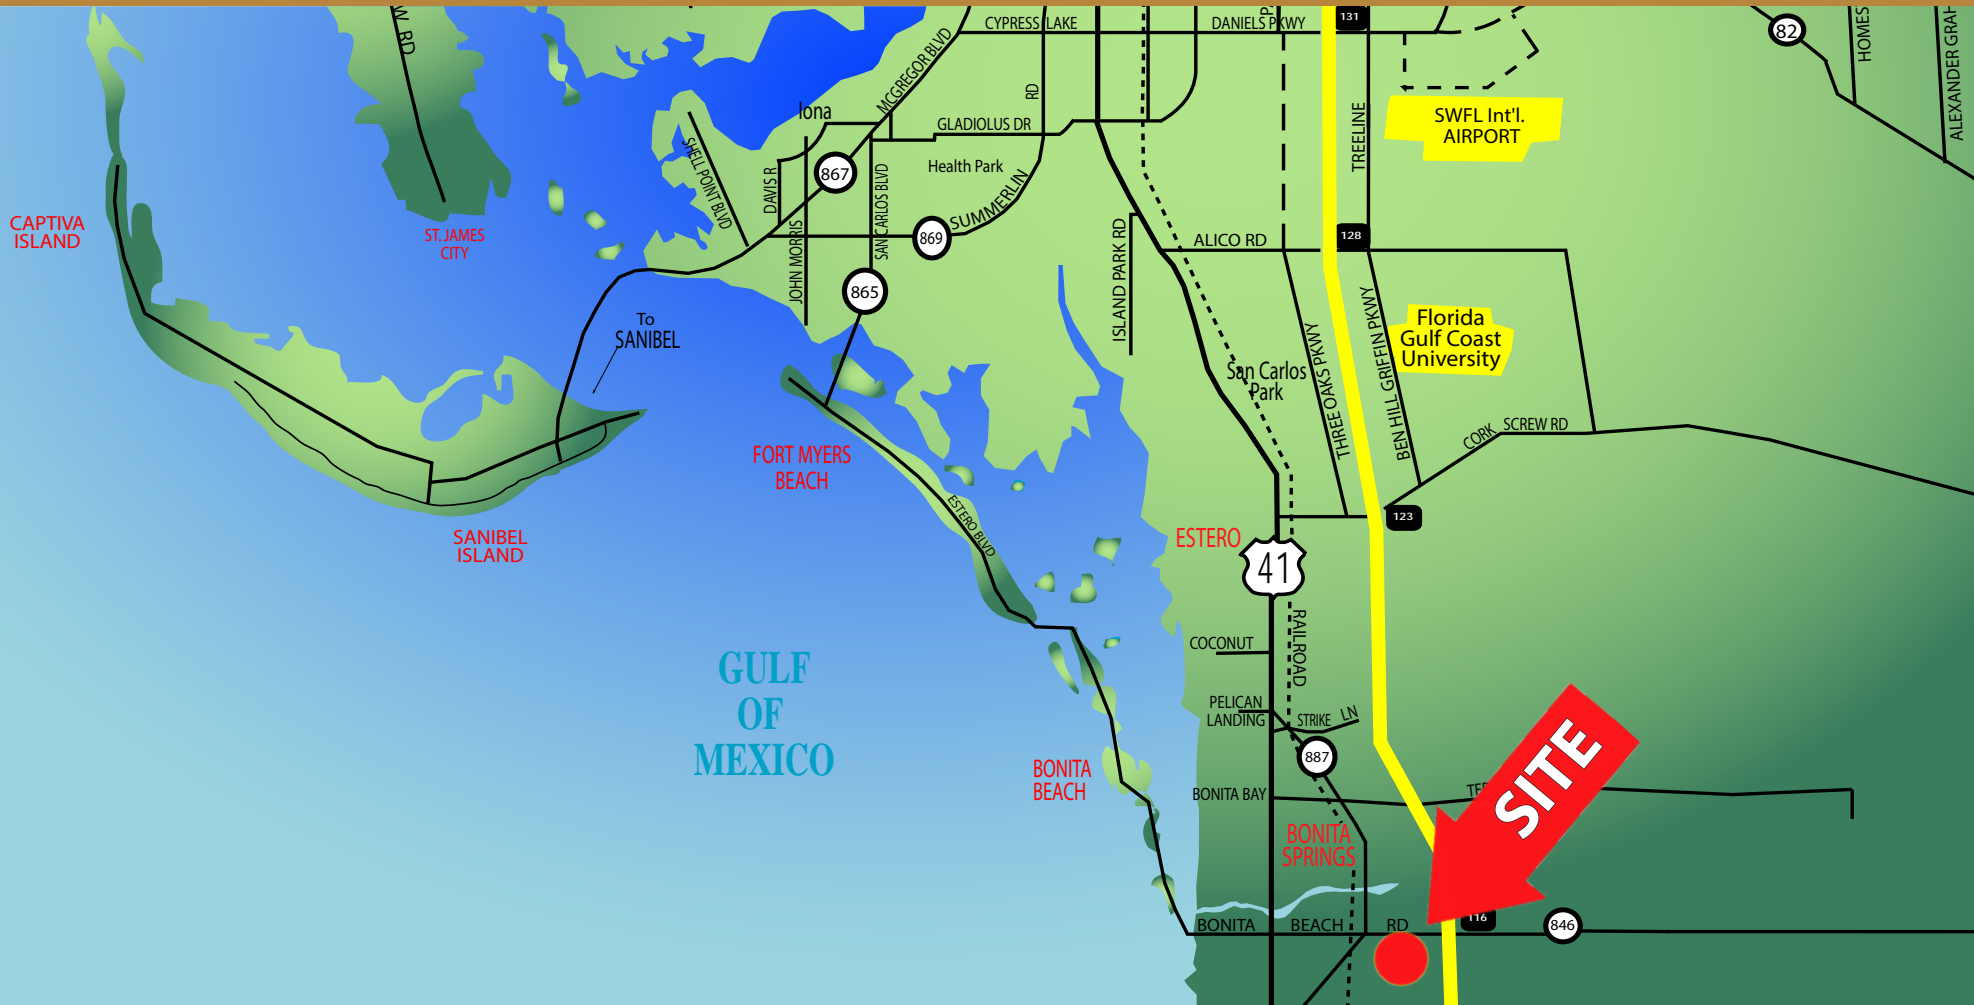 W RD
CYPRESS LAKE
DANIELS PKWY
131
82
HOMES
ALEXANDER GRAH
MCGREGOR BLVD
RD
Iona
GLADIOLUS DR
SWFL Int'l.
AIRPORT
TREELINE
SHELL POINT BLVD
Health Park
867
DAVIS R
SAN CARLOS BLVD
SUMMERLIN
869
CAPTIVA
ISLAND
ST. JAMES
CITY
JOHN MORRIS
ISLAND PARK RD
ALICO RD
128
865
To
SANIBEL
Florida
Gulf Coast
University
THREE OAKS PKWY
BEN HILL GRIFFIN PKWY
San Carlos
Park
CORK SCREW RD
FORT MYERS
BEACH
ESTERO BLVD
123
SANIBEL
ISLAND
ESTERO
41
RAILROAD
COCONUT
GULF
OF
MEXICO
PELICAN
LANDING
STRIKE LN
887
BONITA
BEACH
BONITA BAY
SITE
BONITA
SPRINGS
116
BONITA BEACH RD
846